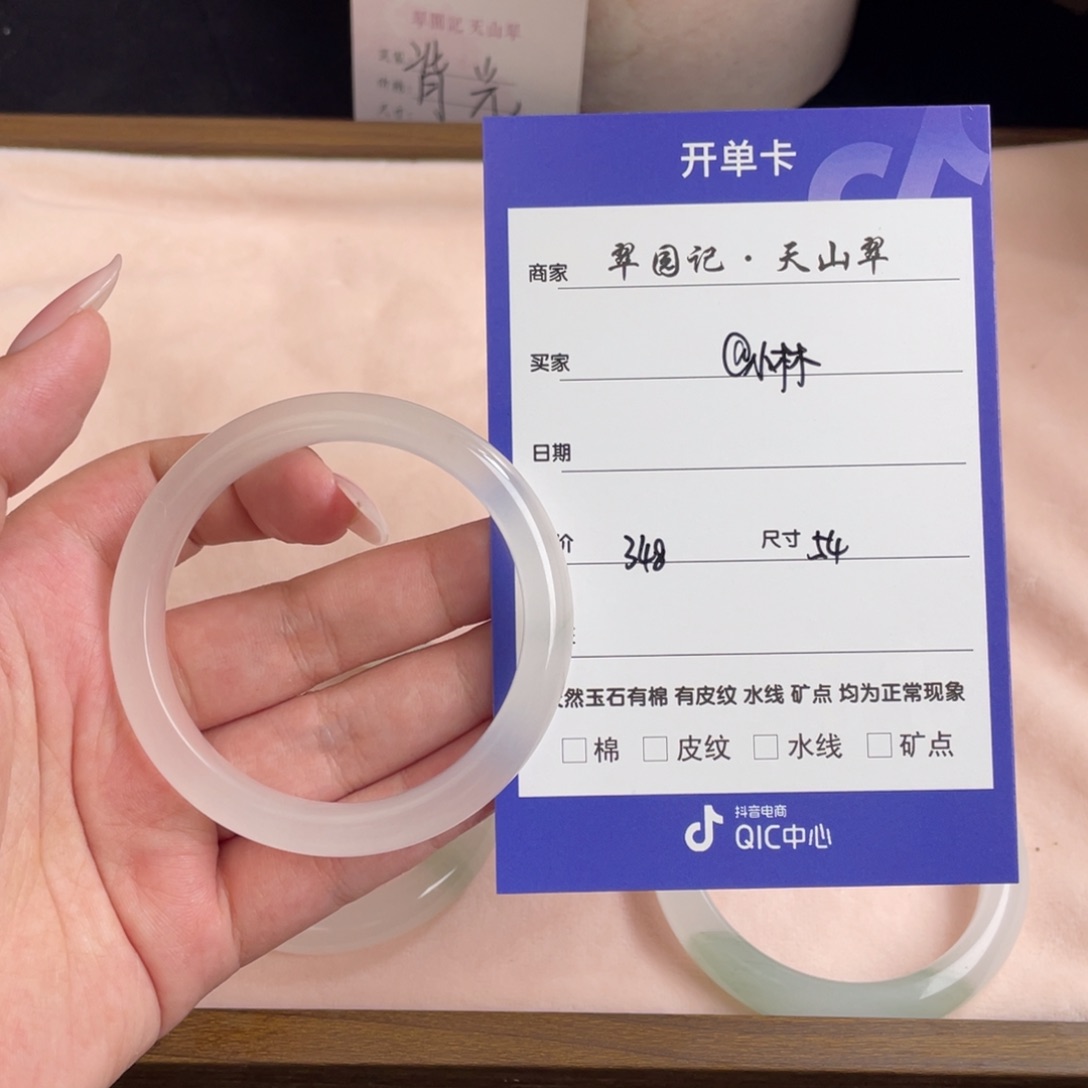 翠園记 天山翠
背光
开单卡
商家 翠园记·天山翠
买家 @小林
日期
价 348 尺寸 54
然玉石有棉 有皮纹 水线 矿点 均为正常现象
□棉 □皮纹 □水线 □矿点
抖音电商
QIC中心